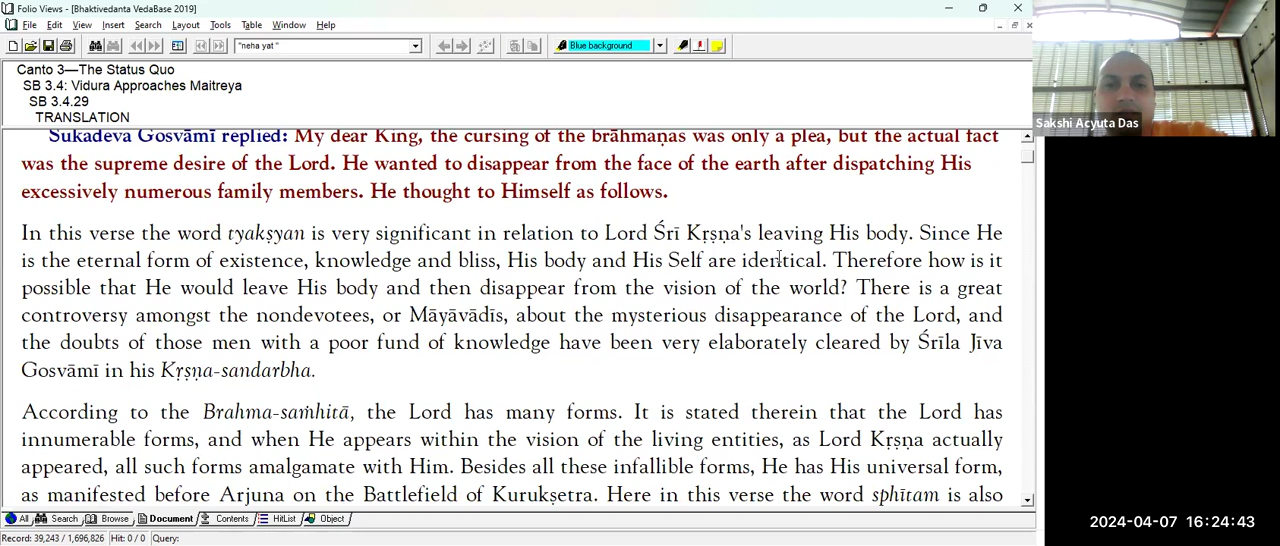 Folio Views - [Bhaktivedanta VedaBase 2019]
File Edit View Insert Search Layout Tools Table Window Help
"neha yat "
Blue background
Canto 3—The Status Quo
SB 3.4: Vidura Approaches Maitreya
SB 3.4.29
TRANSLATION
Śukadeva Gosvāmī replied: My dear King, the cursing of the brāhmaṇas was only a plea, but the actual fact
was the supreme desire of the Lord. He wanted to disappear from the face of the earth after dispatching His
excessively numerous family members. He thought to Himself as follows.
In this verse the word tyakṣyan is very significant in relation to Lord Śrī Kṛṣṇa's leaving His body. Since He
is the eternal form of existence, knowledge and bliss, His body and His Self are identical. Therefore how is it
possible that He would leave His body and then disappear from the vision of the world? There is a great
controversy amongst the nondevotees, or Māyāvādīs, about the mysterious disappearance of the Lord, and
the doubts of those men with a poor fund of knowledge have been very elaborately cleared by Śrīla Jīva
Gosvāmī in his Kṛṣṇa-sandarbha.
According to the Brahma-saṁhitā, the Lord has many forms. It is stated therein that the Lord has
innumerable forms, and when He appears within the vision of the living entities, as Lord Kṛṣṇa actually
appeared, all such forms amalgamate with Him. Besides all these infallible forms, He has His universal form,
as manifested before Arjuna on the Battlefield of Kurukṣetra. Here in this verse the word sphītam is also
All Search Browse Document Contents HitList Object
Record: 39,243 / 1,696,826 Hit: 0 / 0 Query:
Sakshi Acyuta Das
2024-04-07 16:24:43